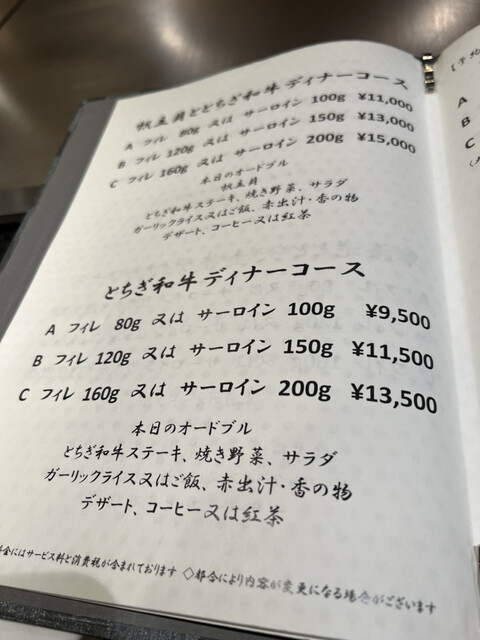 帆立貝ととちぎ和牛ディナーコース
A フィレ 80g 又は サーロイン 100g ¥11,000
B フィレ 120g 又は サーロイン 150g ¥13,000
C フィレ 160g 又は サーロイン 200g ¥15,000
本日のオードブル
帆立貝
とちぎ和牛ステーキ、焼き野菜、サラダ
ガーリックライス又はご飯、赤出汁・香の物
デザート、コーヒー又は紅茶
とちぎ和牛ディナーコース
A フィレ 80g 又は サーロイン 100g ¥9,500
B フィレ 120g 又は サーロイン 150g ¥11,500
C フィレ 160g 又は サーロイン 200g ¥13,500
本日のオードブル
とちぎ和牛ステーキ、焼き野菜、サラダ
ガーリックライス又はご飯、赤出汁・香の物
デザート、コーヒー又は紅茶
金にはサービス料と消費税が含まれております ◇都合により内容が変更になる場合がございます
A
B
C